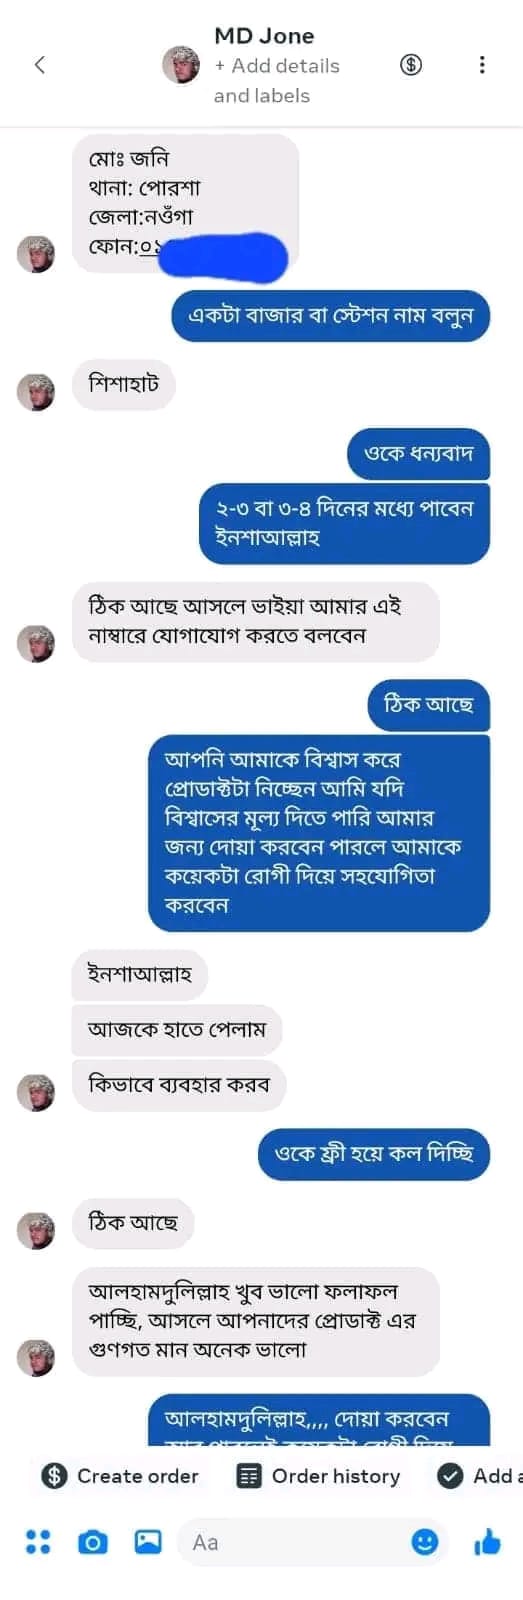 MD Jone
+ Add details
and labels
মোঃ জনি
থানা: পোরশা
জেলা:নওঁগা
ফোন:০১
একটা বাজার বা স্টেশন নাম বলুন
শিশাহাট
ওকে ধন্যবাদ
২-৩ বা ৩-৪ দিনের মধ্যে পাবেন
ইনশাআল্লাহ
ঠিক আছে আসলে ভাইয়া আমার এই
নাম্বারে যোগাযোগ করতে বলবেন
ঠিক আছে
আপনি আমাকে বিশ্বাস করে
প্রোডাক্টটা নিচ্ছেন আমি যদি
বিশ্বাসের মূল্য দিতে পারি আমার
জন্য দোয়া করবেন পারলে আমাকে
কয়েকটা রোগী দিয়ে সহযোগিতা
করবেন
ইনশাআল্লাহ
আজকে হাতে পেলাম
কিভাবে ব্যবহার করব
ওকে ফ্রী হয়ে কল দিচ্ছি
ঠিক আছে
আলহামদুলিল্লাহ খুব ভালো ফলাফল
পাচ্ছি, আসলে আপনাদের প্রোডাক্ট এর
গুণগত মান অনেক ভালো
আলহামদুলিল্লাহ,,,, দোয়া করবেন
Create order
Order history
Add
Aa